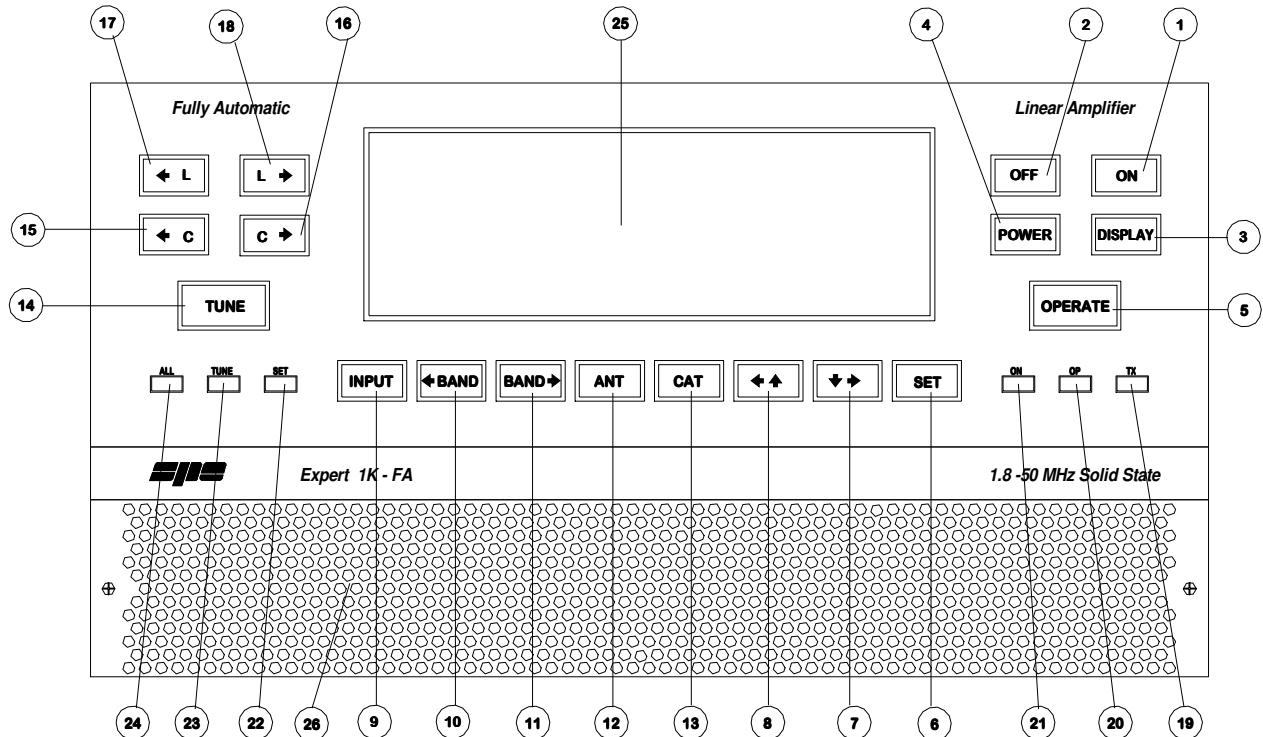 17 18 16 25 4 2 1
Fully Automatic Linear Amplifier
L L OFF ON
15 C C POWER DISPLAY 3
14 TUNE OPERATE 5
ALL TUNE SET INPUT BAND BAND ANT CAT SET ON OP TX
sps Expert 1K - FA 1.8 -50 MHz Solid State
24 23 22 26 9 10 11 12 13 8 7 6 21 20 19